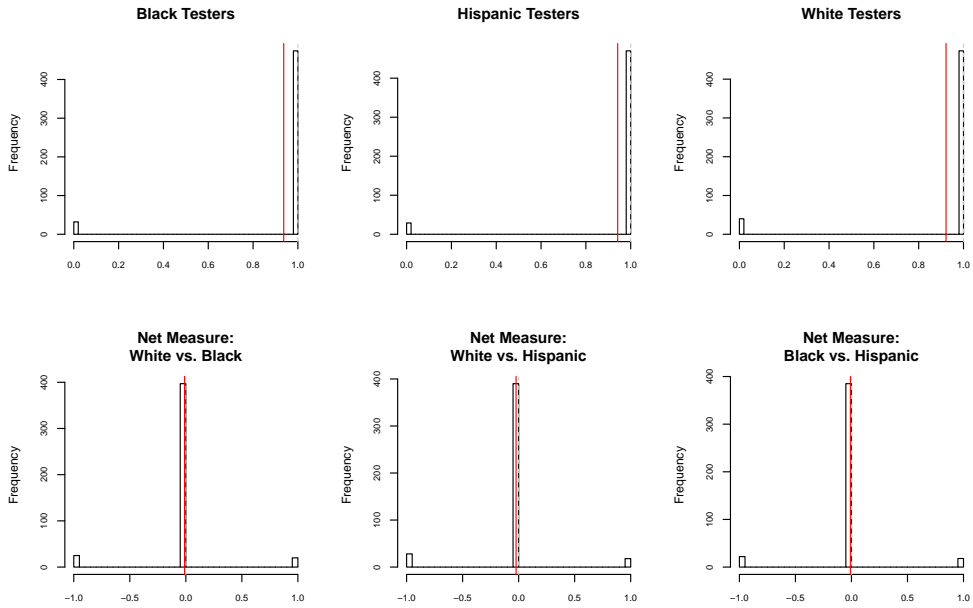 Black Testers
Frequency
0 100 200 300 400
0.0 0.2 0.4 0.6 0.8 1.0
Hispanic Testers
Frequency
0 100 200 300 400
0.0 0.2 0.4 0.6 0.8 1.0
White Testers
Frequency
0 100 200 300 400
0.0 0.2 0.4 0.6 0.8 1.0
Net Measure:
White vs. Black
Frequency
0 100 200 300 400
−1.0 −0.5 0.0 0.5 1.0
Net Measure:
White vs. Hispanic
Frequency
0 100 200 300 400
−1.0 −0.5 0.0 0.5 1.0
Net Measure:
Black vs. Hispanic
Frequency
0 100 200 300 400
−1.0 −0.5 0.0 0.5 1.0